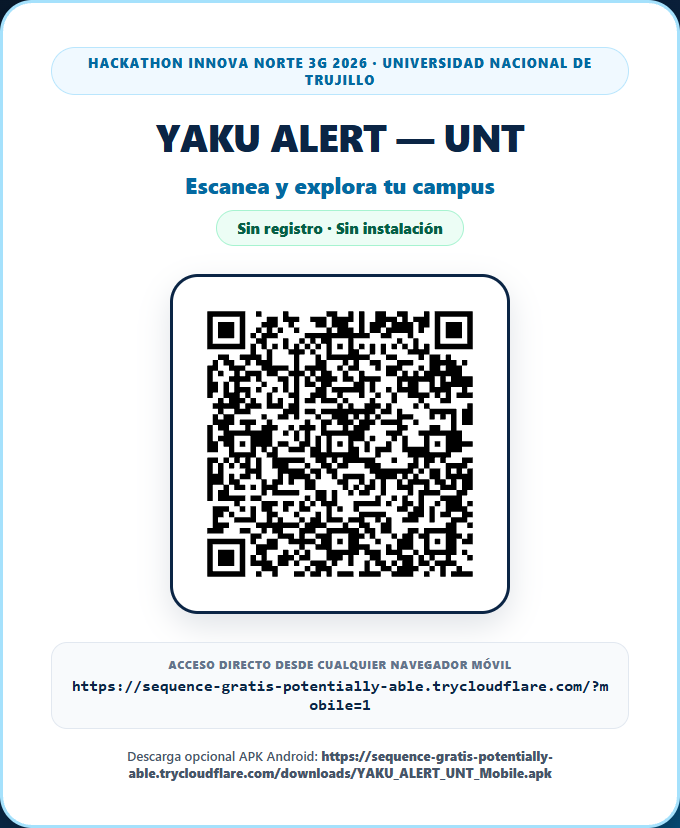 HACKATHON INNOVA NORTE 3G 2026 · UNIVERSIDAD NACIONAL DE
TRUJILLO
YAKU ALERT — UNT
Escanea y explora tu campus
Sin registro · Sin instalación
ACCESO DIRECTO DESDE CUALQUIER NAVEGADOR MÓVIL
https://sequence-gratis-potentially-able.trycloudflare.com/?m
obile=1
Descarga opcional APK Android: https://sequence-gratis-potentially-
able.trycloudflare.com/downloads/YAKU_ALERT_UNT_Mobile.apk